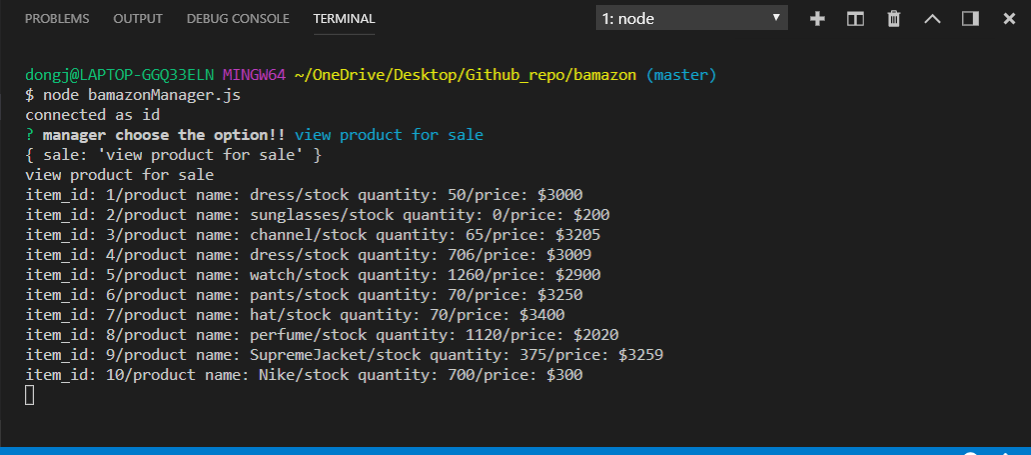 PROBLEMS OUTPUT DEBUG CONSOLE TERMINAL 1: node
dongj@LAPTOP-GGQ33ELN MINGW64 ~/OneDrive/Desktop/Github_repo/bamazon (master)
$ node bamazonManager.js
connected as id
? manager choose the option!! view product for sale
{ sale: 'view product for sale' }
view product for sale
item_id: 1/product name: dress/stock quantity: 50/price: $3000
item_id: 2/product name: sunglasses/stock quantity: 0/price: $200
item_id: 3/product name: channel/stock quantity: 65/price: $3205
item_id: 4/product name: dress/stock quantity: 706/price: $3009
item_id: 5/product name: watch/stock quantity: 1260/price: $2900
item_id: 6/product name: pants/stock quantity: 70/price: $3250
item_id: 7/product name: hat/stock quantity: 70/price: $3400
item_id: 8/product name: perfume/stock quantity: 1120/price: $2020
item_id: 9/product name: SupremeJacket/stock quantity: 375/price: $3259
item_id: 10/product name: Nike/stock quantity: 700/price: $300